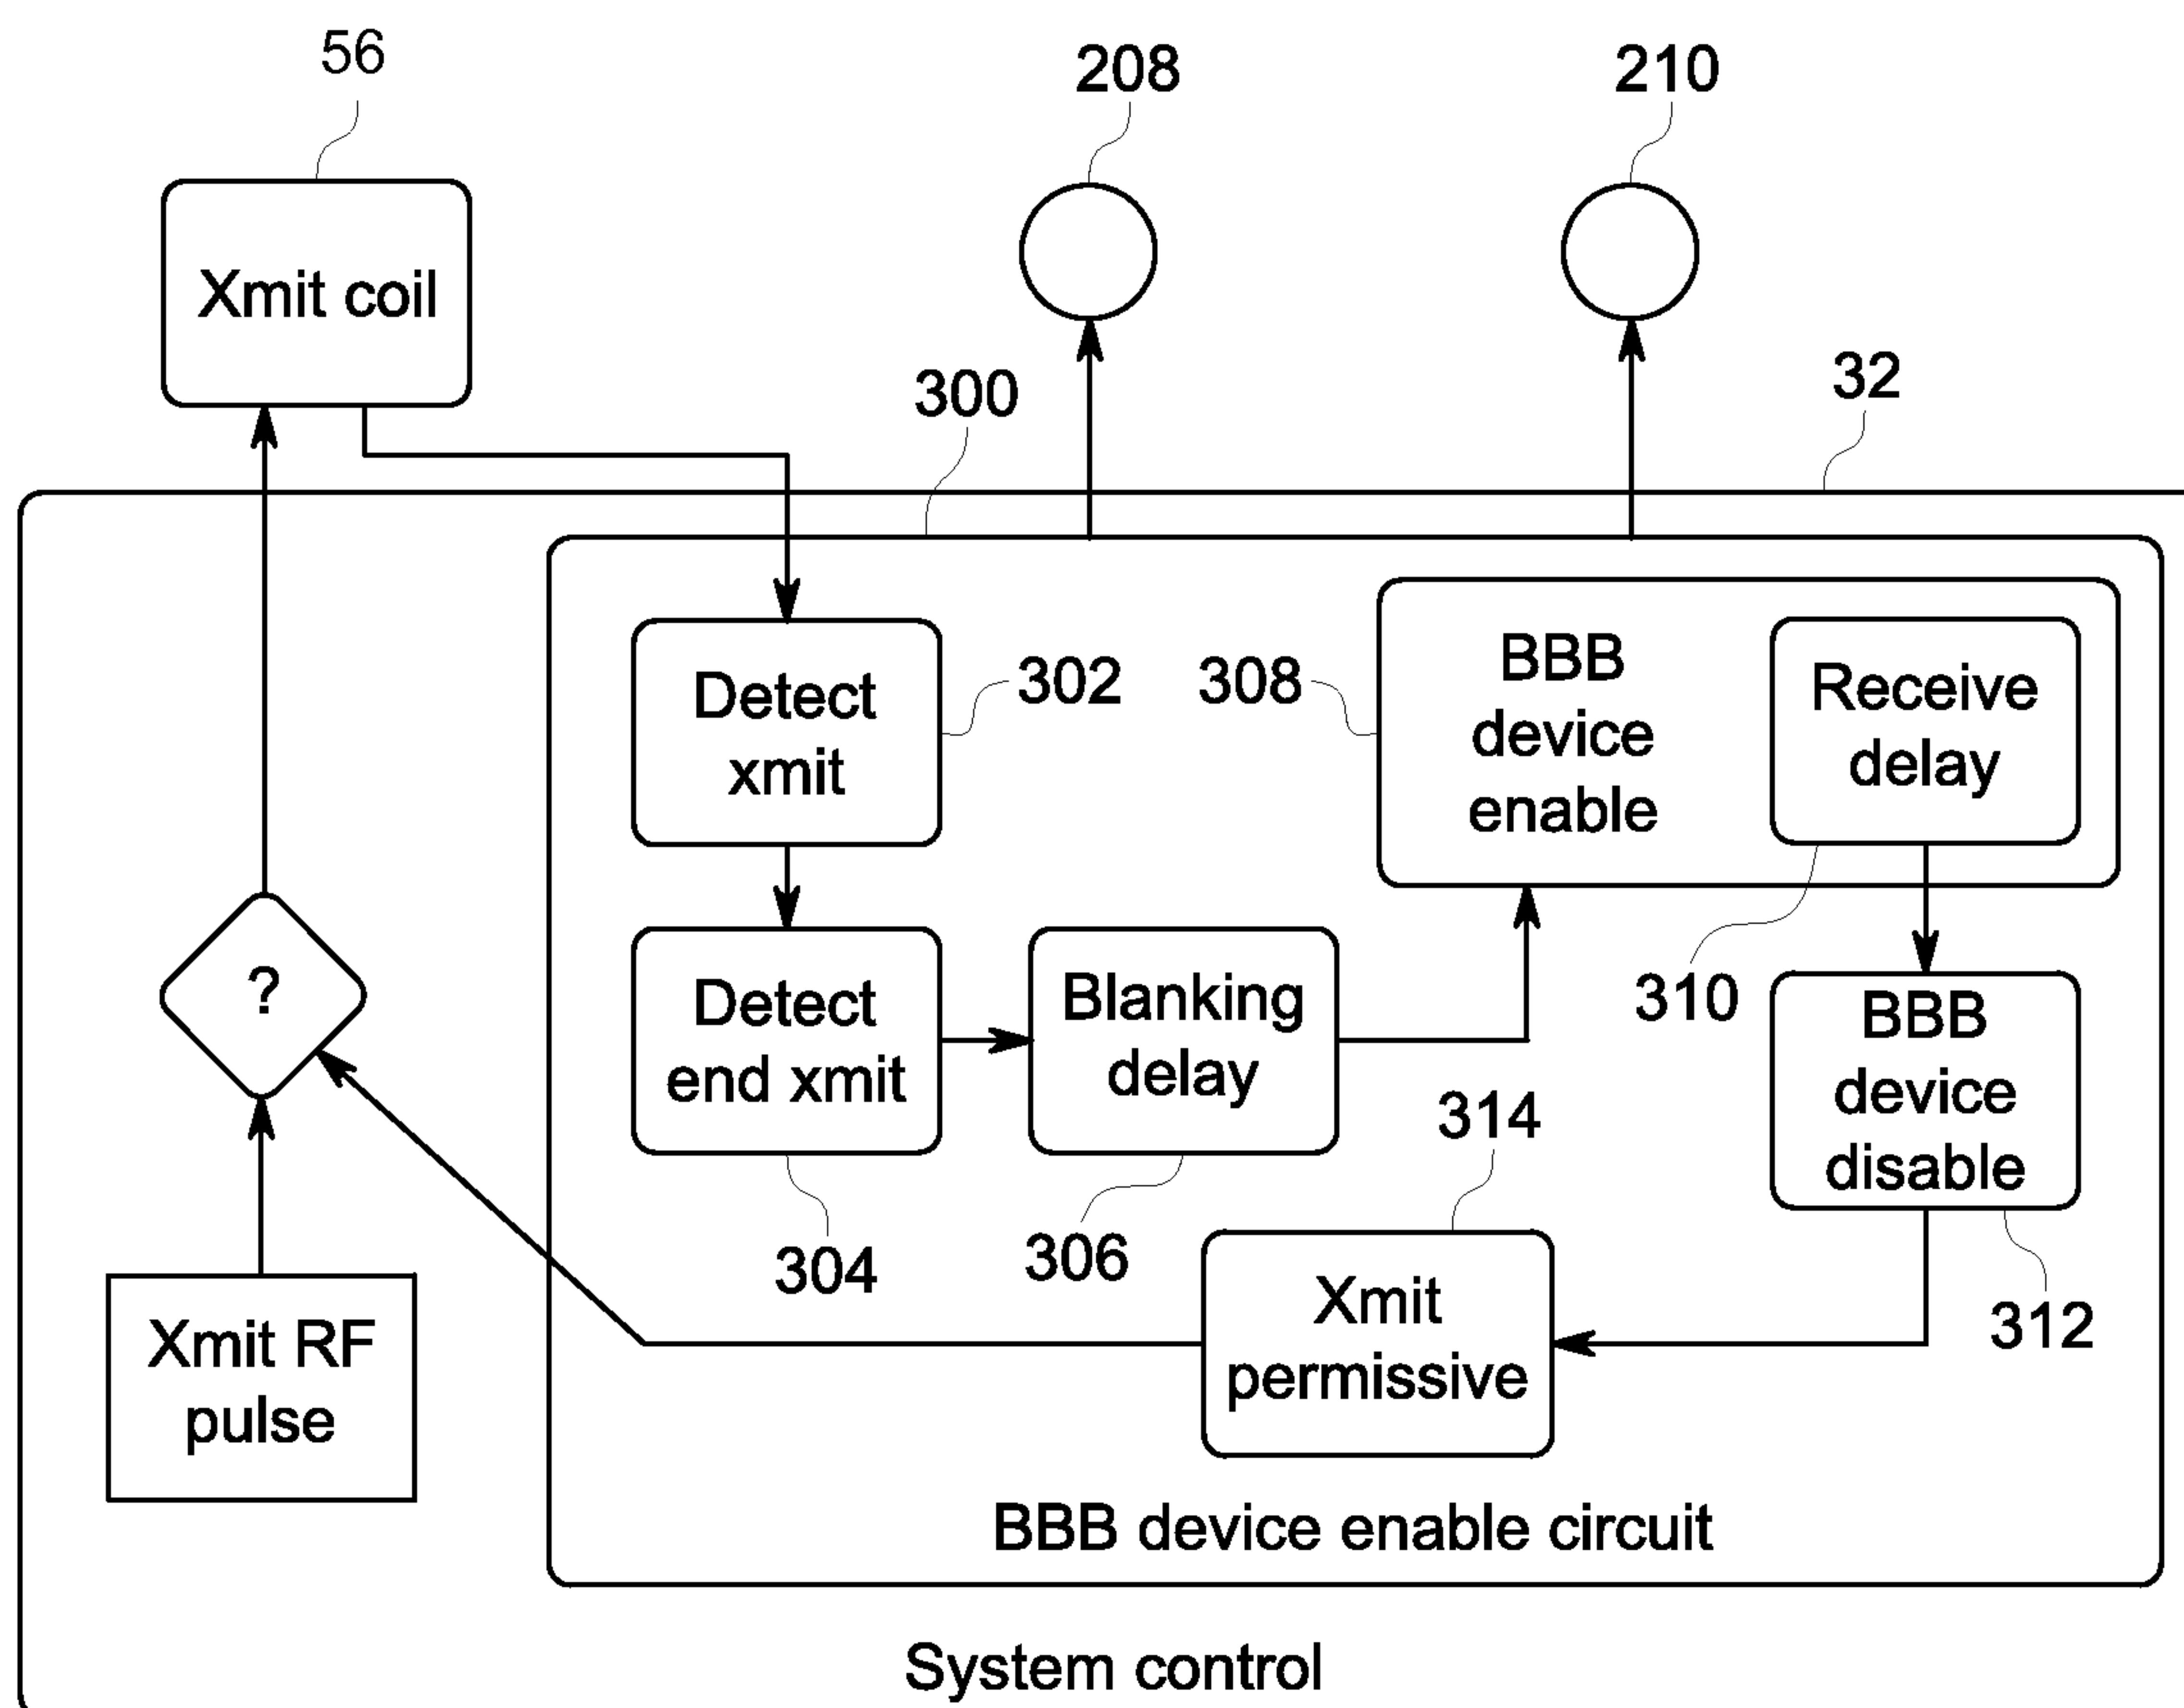 56
208
210
Xmit coil
300
32
Detect
xmit
302
308
BBB
device
enable
Receive
delay
?
Detect
end xmit
Blanking
delay
310
BBB
device
disable
314
304
306
312
Xmit RF
pulse
Xmit
permissive
BBB device enable circuit
System control